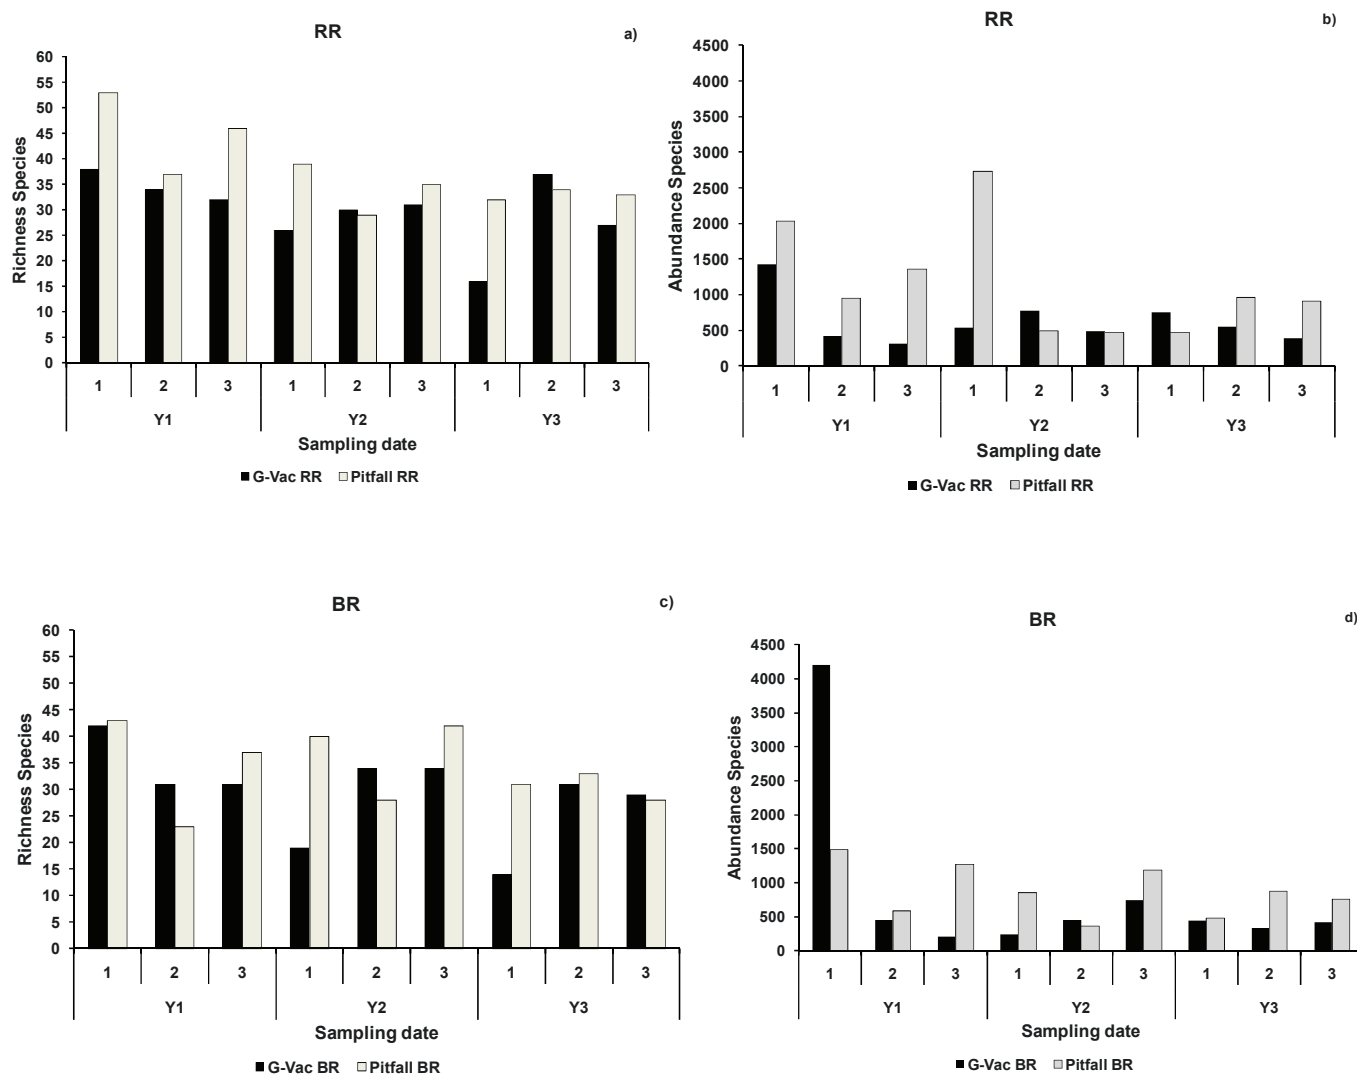 RR
a)
60
55
50
45
40
35
30
25
20
15
10
5
0
Richness Species
1 2 3 1 2 3 1 2 3
Y1 Y2 Y3
Sampling date
G-Vac RR Pitfall RR
RR
b)
4500
4000
3500
3000
2500
2000
1500
1000
500
0
Abundance Species
1 2 3 1 2 3 1 2 3
Y1 Y2 Y3
Sampling date
G-Vac RR Pitfall RR
BR
c)
60
55
50
45
40
35
30
25
20
15
10
5
0
Richness Species
1 2 3 1 2 3 1 2 3
Y1 Y2 Y3
Sampling date
G-Vac BR Pitfall BR
BR
d)
4500
4000
3500
3000
2500
2000
1500
1000
500
0
Abundance Species
1 2 3 1 2 3 1 2 3
Y1 Y2 Y3
Sampling date
G-Vac BR Pitfall BR